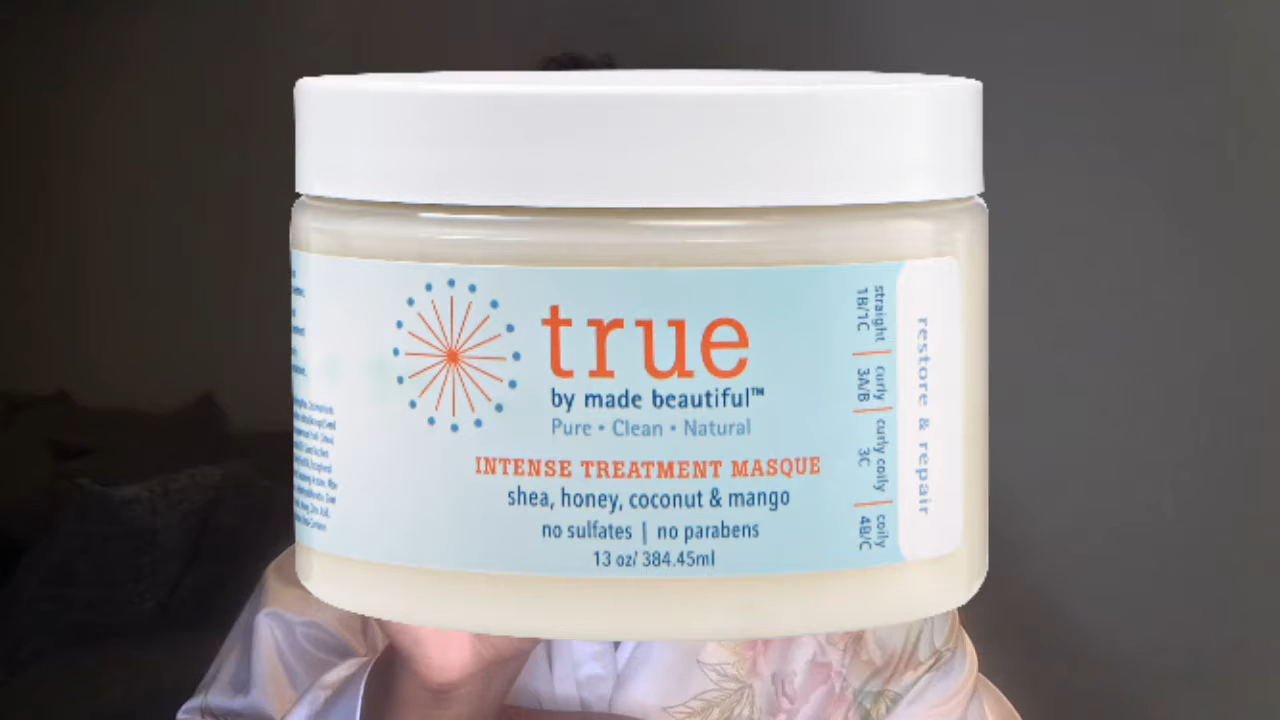 true
by made beautiful™
Pure • Clean • Natural
INTENSE TREATMENT MASQUE
shea, honey, coconut & mango
no sulfates | no parabens
13 oz/ 384.45ml
straight | curly | curly coily | coily
1B/1C | 3A/B | 3C | 4B/C
restore & repair